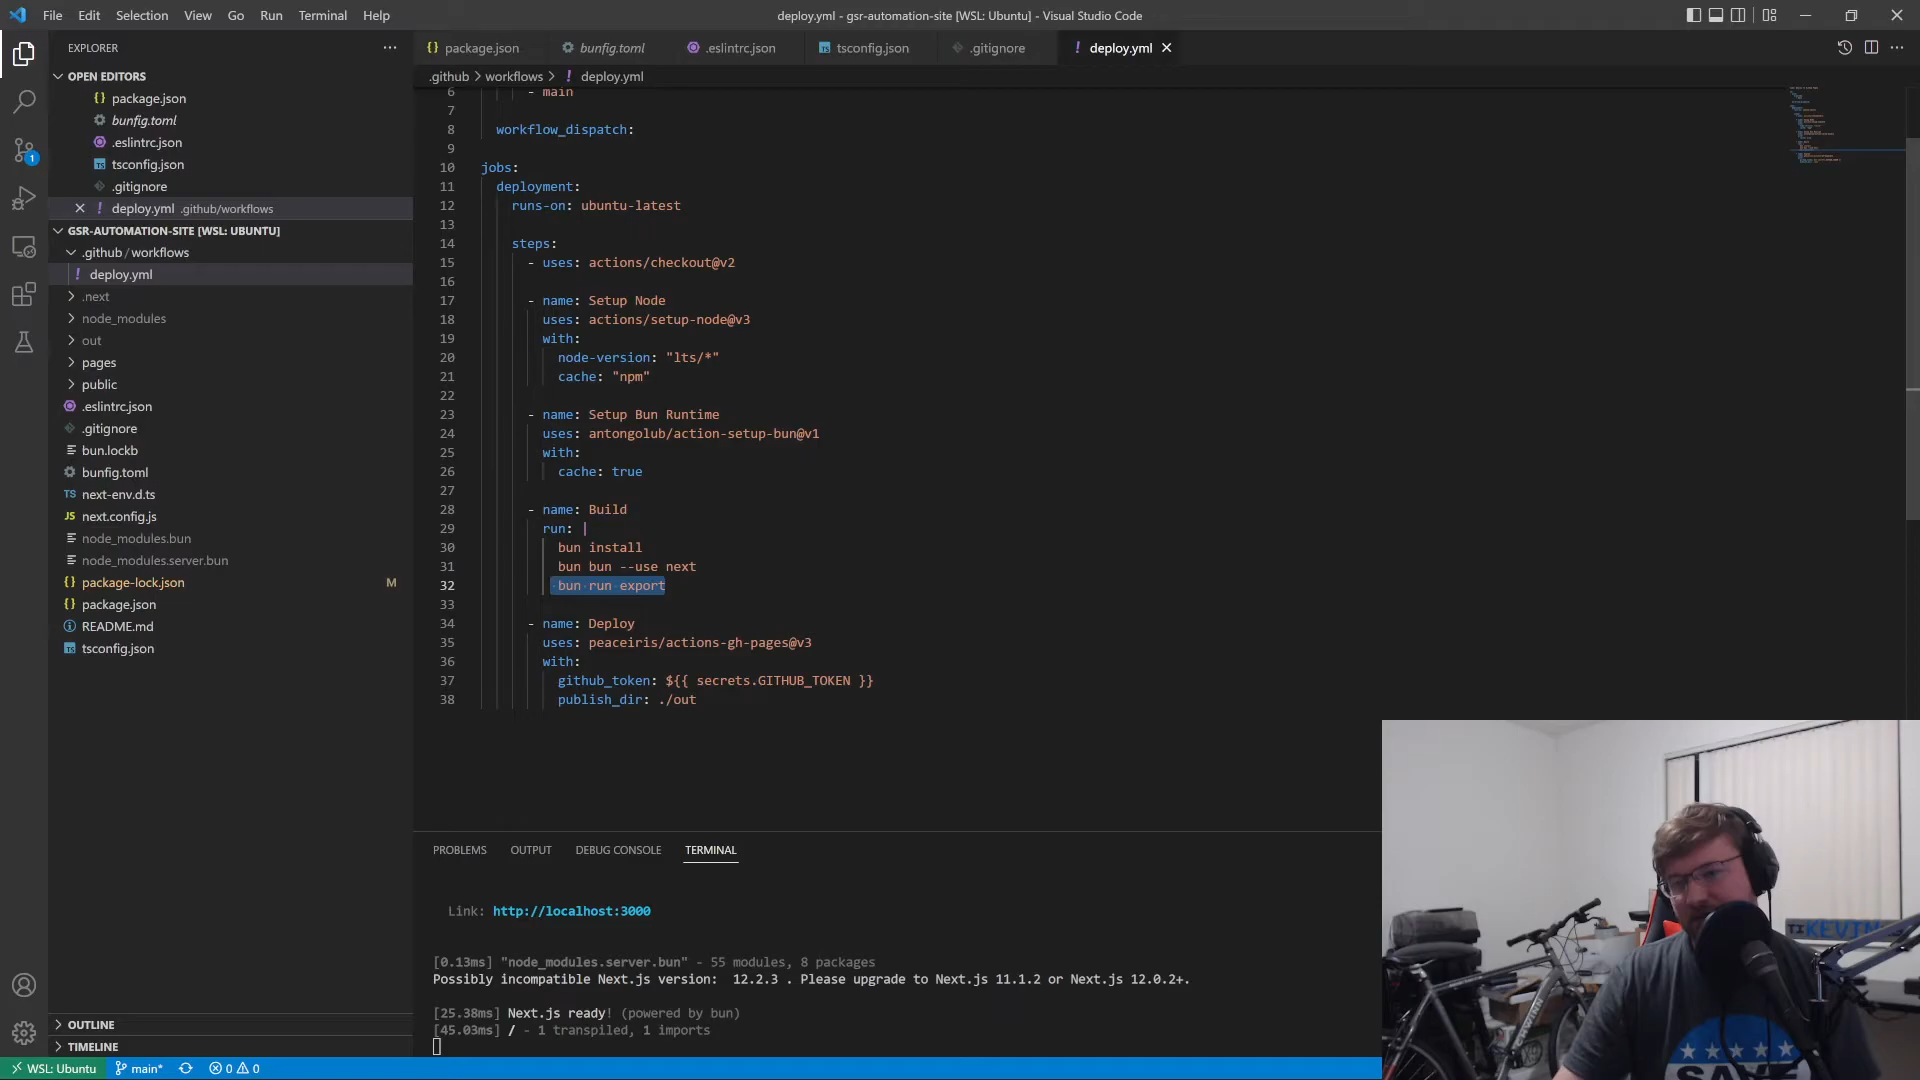 File Edit Selection View Go Run Terminal Help
deploy.yml - gsr-automation-site [WSL: Ubuntu] - Visual Studio Code
EXPLORER
OPEN EDITORS
package.json
bunfig.toml
.eslintrc.json
tsconfig.json
.gitignore
deploy.yml .github/workflows
GSR-AUTOMATION-SITE [WSL: UBUNTU]
.github / workflows
deploy.yml
.next
node_modules
out
pages
public
.eslintrc.json
.gitignore
bun.lockb
bunfig.toml
next-env.d.ts
next.config.js
node_modules.bun
node_modules.server.bun
package-lock.json M
package.json
README.md
tsconfig.json
OUTLINE
TIMELINE
package.json bunfig.toml .eslintrc.json tsconfig.json .gitignore deploy.yml
.github > workflows > deploy.yml
6 - main
7
8 workflow_dispatch:
9
10 jobs:
11 deployment:
12 runs-on: ubuntu-latest
13
14 steps:
15 - uses: actions/checkout@v2
16
17 - name: Setup Node
18 uses: actions/setup-node@v3
19 with:
20 node-version: "lts/*"
21 cache: "npm"
22
23 - name: Setup Bun Runtime
24 uses: antongolub/action-setup-bun@v1
25 with:
26 cache: true
27
28 - name: Build
29 run: |
30 bun install
31 bun bun --use next
32 bun run export
33
34 - name: Deploy
35 uses: peaceiris/actions-gh-pages@v3
36 with:
37 github_token: ${{ secrets.GITHUB_TOKEN }}
38 publish_dir: ./out
PROBLEMS OUTPUT DEBUG CONSOLE TERMINAL
Link: http://localhost:3000
[0.13ms] "node_modules.server.bun" - 55 modules, 8 packages
Possibly incompatible Next.js version: 12.2.3 . Please upgrade to Next.js 11.1.2 or Next.js 12.0.2+.
[25.38ms] Next.js ready! (powered by bun)
[45.03ms] / - 1 transpiled, 1 imports
WSL: Ubuntu main* 0 0
1